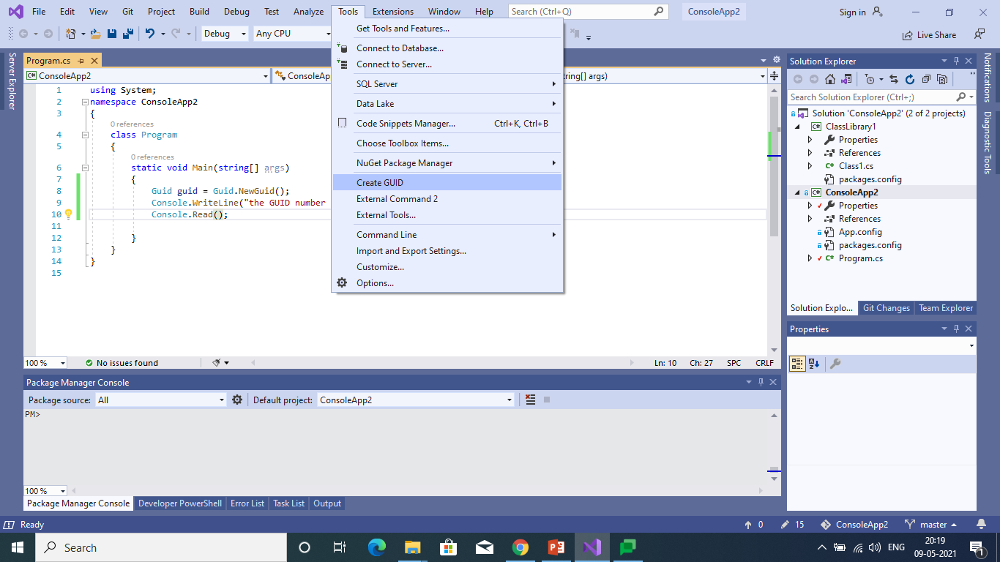 File Edit View Git Project Build Debug Test Analyze Tools Extensions Window Help Search (Ctrl+Q) ConsoleApp2 Sign in
Debug Any CPU Live Share
Server Explorer
Program.cs
ConsoleApp2 ConsoleAp ring[] args)
1 using System;
2 namespace ConsoleApp2
3 {
0 references
4 class Program
5 {
0 references
6 static void Main(string[] args)
7 {
8 Guid guid = Guid.NewGuid();
9 Console.WriteLine("the GUID number
10 Console.Read();
11
12 }
13 }
14 }
15
Get Tools and Features...
Connect to Database...
Connect to Server...
SQL Server
Data Lake
Code Snippets Manager... Ctrl+K, Ctrl+B
Choose Toolbox Items...
NuGet Package Manager
Create GUID
External Command 2
External Tools...
Command Line
Import and Export Settings...
Customize...
Options...
100 % No issues found Ln: 10 Ch: 27 SPC CRLF
Package Manager Console
Package source: All Default project: ConsoleApp2
PM>
100 %
Package Manager Console Developer PowerShell Error List Task List Output
Solution Explorer
Search Solution Explorer (Ctrl+;)
Solution 'ConsoleApp2' (2 of 2 projects)
C# ClassLibrary1
Properties
References
C# Class1.cs
packages.config
C# ConsoleApp2
Properties
References
App.config
packages.config
C# Program.cs
Solution Explo... Git Changes Team Explorer
Properties
Notifications
Diagnostic Tools
Ready 0 15 ConsoleApp2 master
Search ENG 20:19
09-05-2021 1